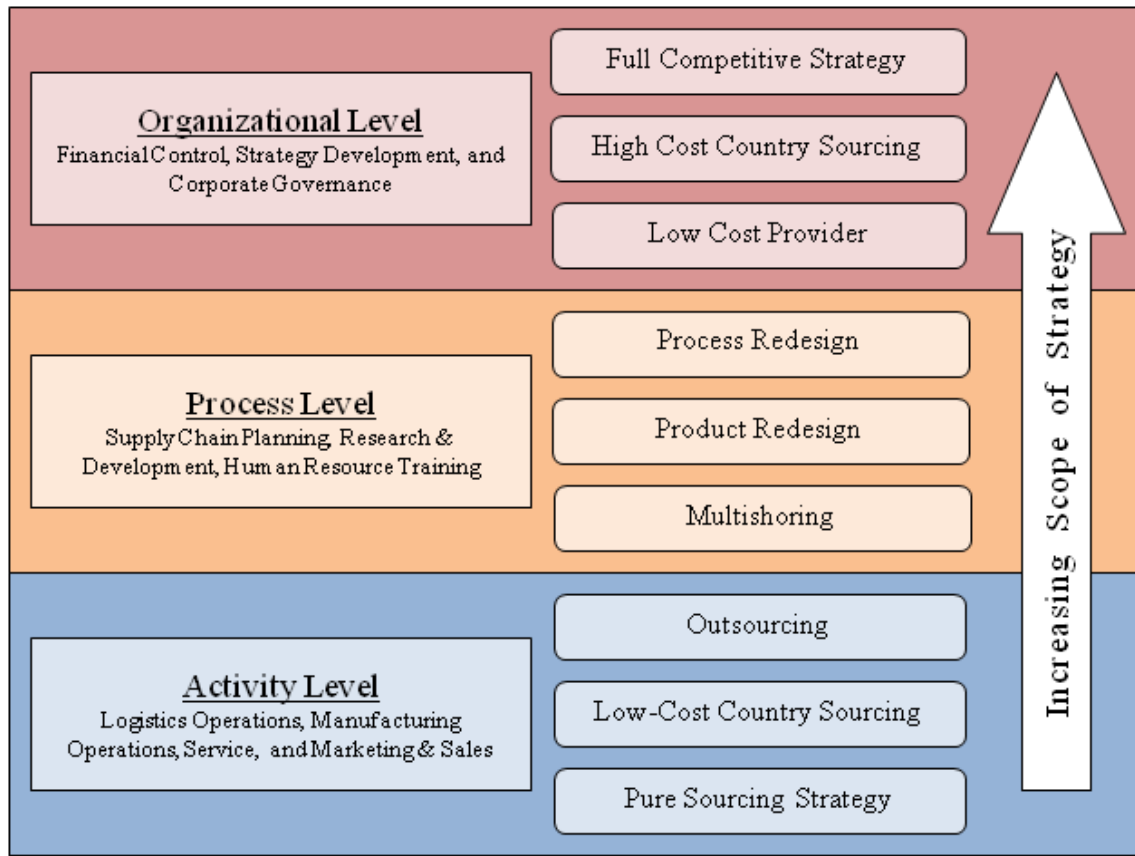 Full Competitive Strategy
Organizational Level
Financial Control, Strategy Development, and
Corporate Governance
High Cost Country Sourcing
Low Cost Provider
Process Redesign
Process Level
Supply Chain Planning, Research &
Development, Human Resource Training
Product Redesign
Multishoring
Outsourcing
Activity Level
Logistics Operations, Manufacturing
Operations, Service, and Marketing & Sales
Low-Cost Country Sourcing
Pure Sourcing Strategy
Increasing Scope of Strategy